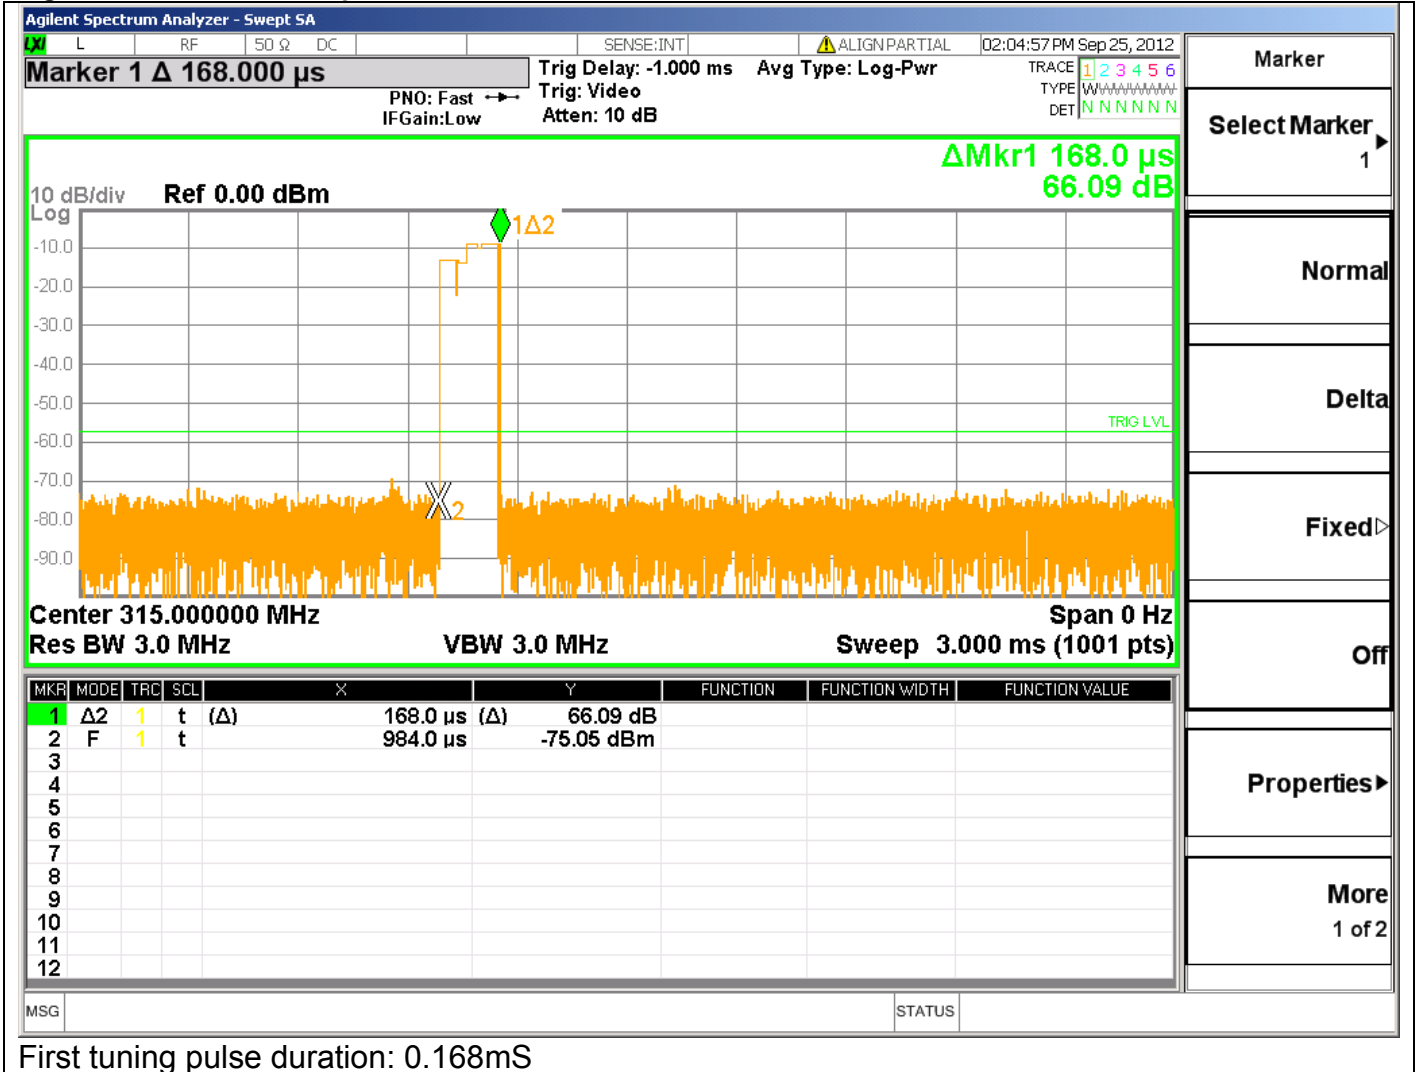 Agilent Spectrum Analyzer - Swept SA
LXI L RF 50 Ω DC SENSE:INT ALIGN PARTIAL 02:04:57 PM Sep 25, 2012
Marker 1 Δ 168.000 µs
PNO: Fast
IFGain:Low
Trig Delay: -1.000 ms
Trig: Video
Atten: 10 dB
Avg Type: Log-Pwr
TRACE 1 2 3 4 5 6
TYPE WWWWWW
DET N N N N N N
ΔMkr1 168.0 µs
66.09 dB
10 dB/div Ref 0.00 dBm
Log
1Δ2
-10.0
-20.0
-30.0
-40.0
-50.0
TRIG LVL
-60.0
-70.0
2
-80.0
-90.0
Center 315.000000 MHz Span 0 Hz
Res BW 3.0 MHz VBW 3.0 MHz Sweep 3.000 ms (1001 pts)
MKR MODE TRC SCL X Y FUNCTION FUNCTION WIDTH FUNCTION VALUE
1 Δ2 1 t (Δ) 168.0 µs (Δ) 66.09 dB
2 F 1 t 984.0 µs -75.05 dBm
3
4
5
6
7
8
9
10
11
12
MSG STATUS
Marker
Select Marker
1
Normal
Delta
Fixed
Off
Properties
More
1 of 2
First tuning pulse duration: 0.168mS